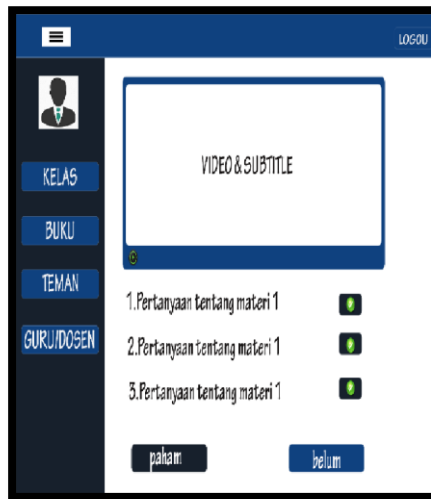 LOGOU
VIDEO & SUBTITLE
KELAS
BUKU
TEMAN
GURU/DOSEN
1.Pertanyaan tentang materi 1
2.Pertanyaan tentang materi 1
3.Pertanyaan tentang materi 1
paham
belum